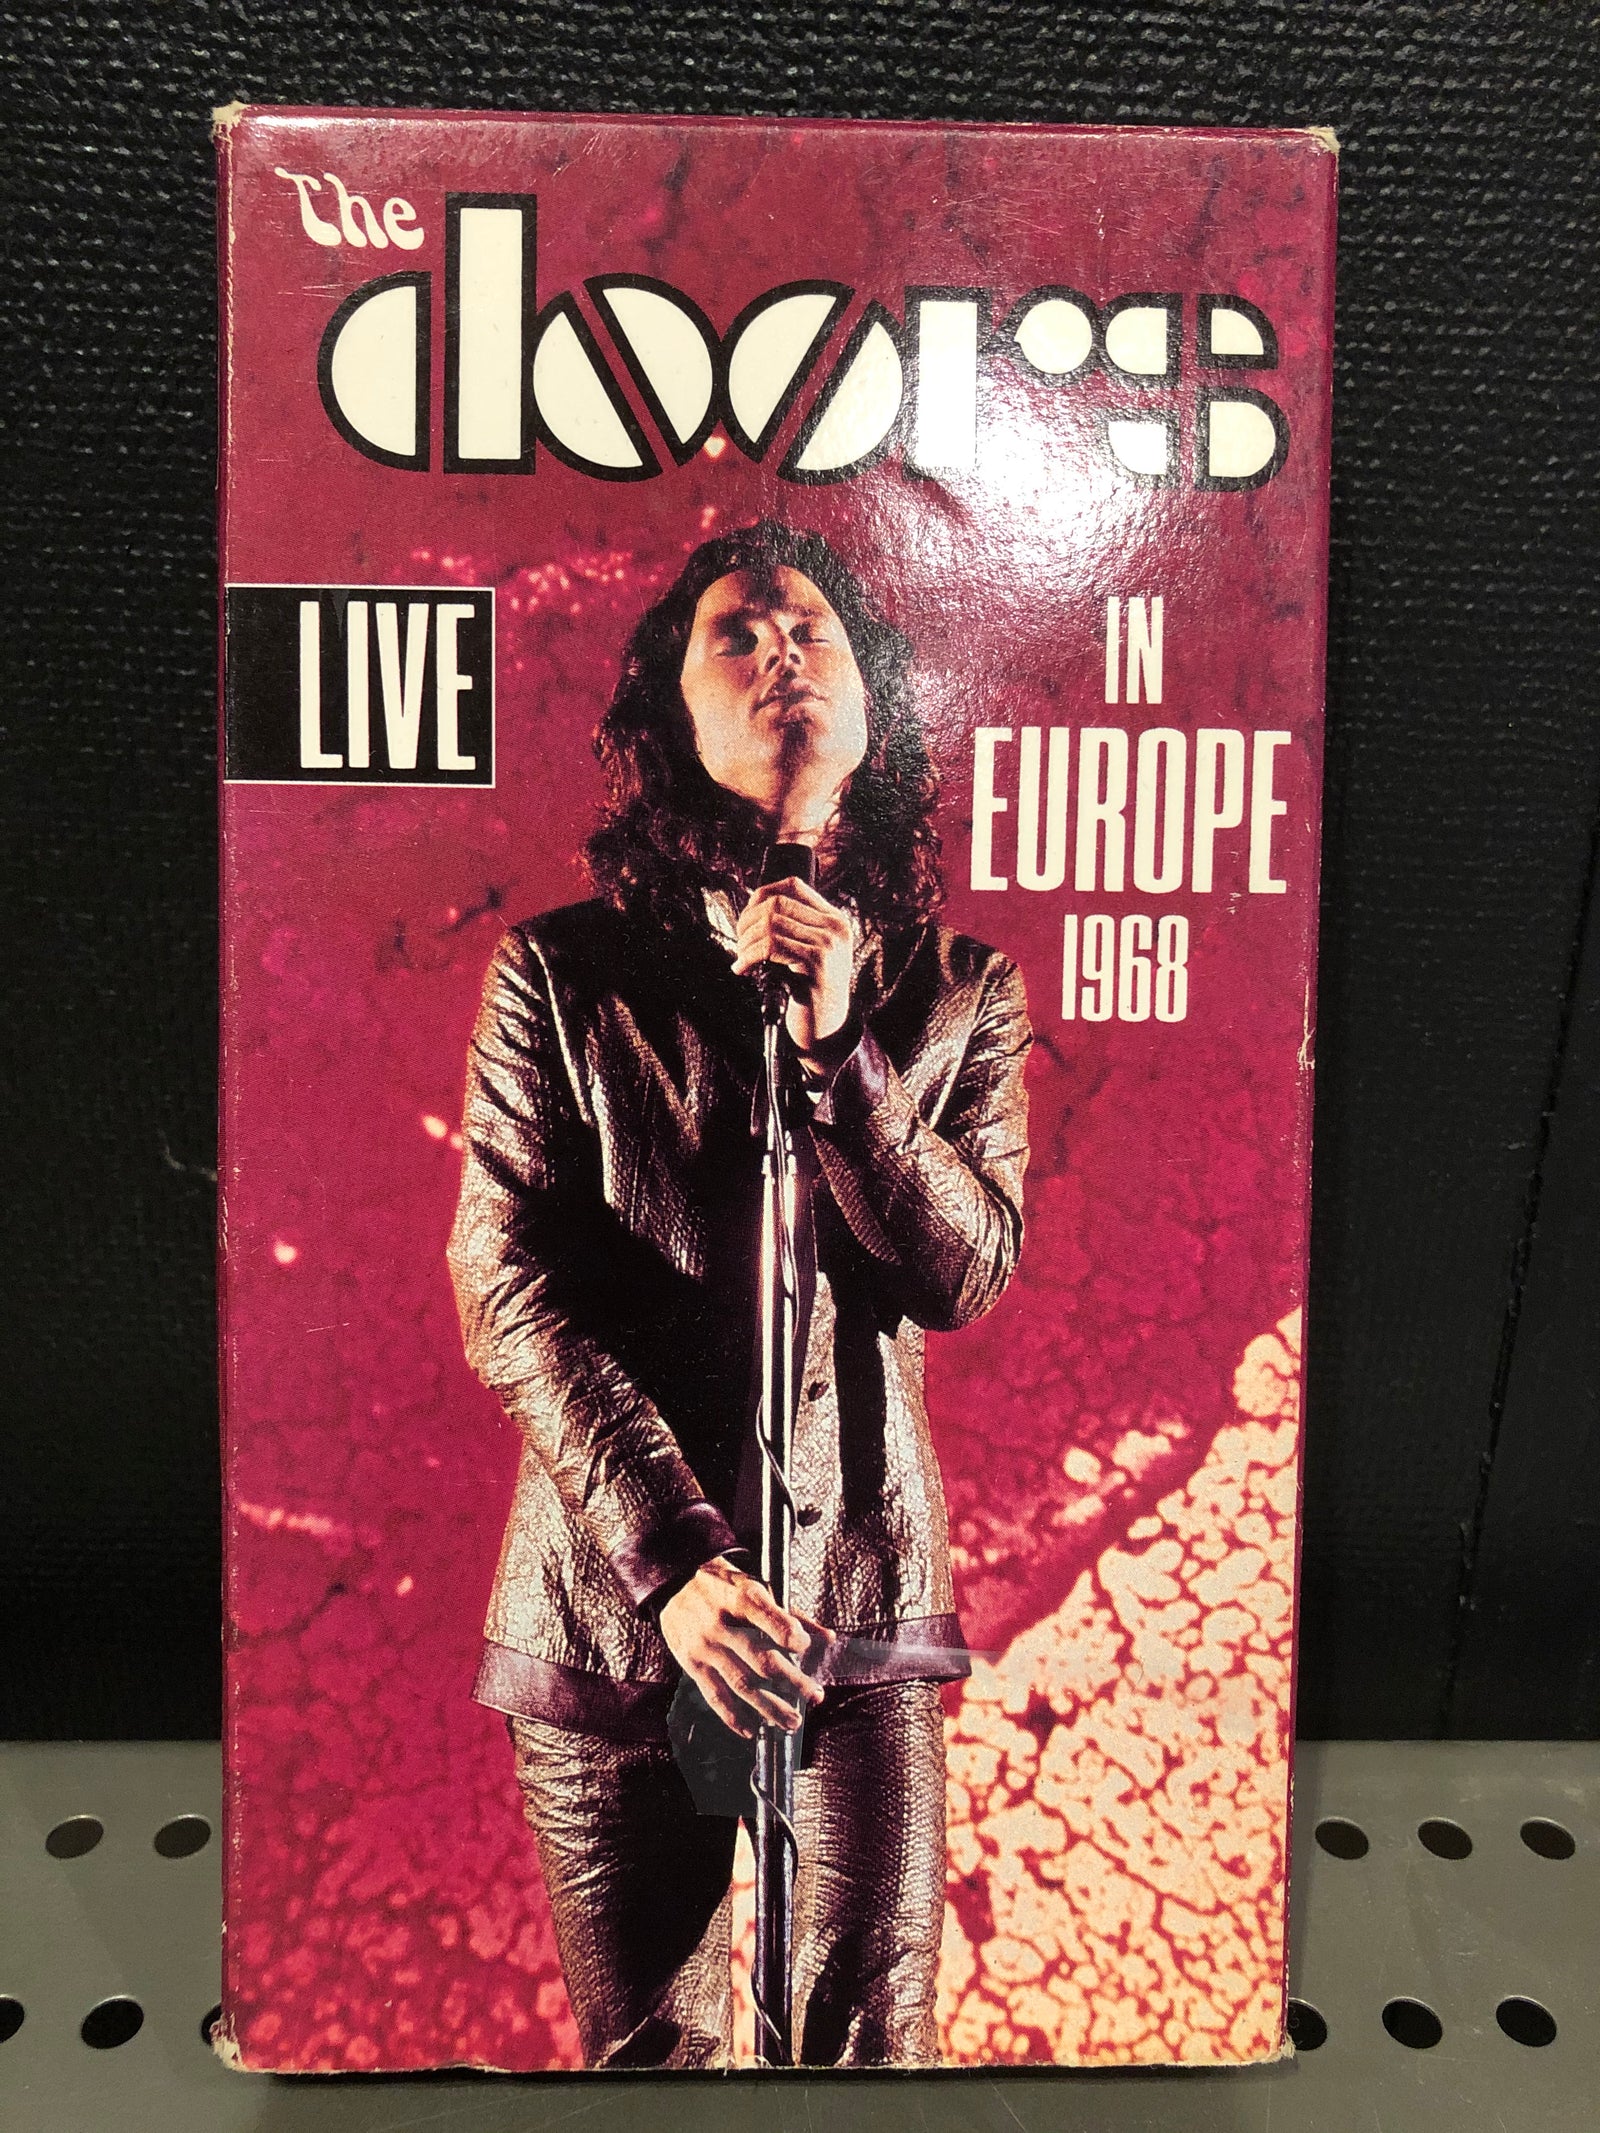 The
doors
LIVE
IN
EUROPE
1968